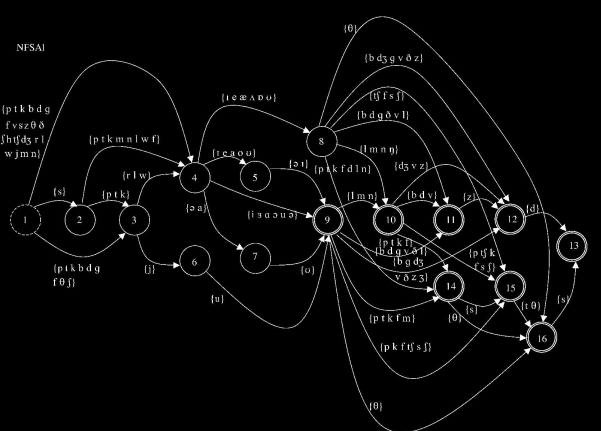 NFSA1
{θ}
{b dʒ g v ð z}
{tʃ f s ʃ}
{b d g ð v l}
{l m n ŋ}
{ɪ e æ ʌ ɒ ʊ}
{p t k b d g
f v s z θ ð
ʃ h tʃ dʒ r l
w j m n}
{p t k m n l w f}
{ɪ e a o ʊ}
{p t k f d l n}
{dʒ v z}
{r l w}
{ə ɪ}
8
4
5
{s}
{p t k}
{ə a}
{l m n}
{b d v}
{z}
{d}
1
2
3
9
10
11
12
13
{j}
{p t k f}
{p t k b d g
f θ ʃ}
6
7
{ʊ}
v ð z ʒ}
{p tʃ k
f s ʃ}
14
15
{u}
{p t k f m}
{θ}
{s}
{t θ}
{s}
16
{p k f tʃ s ʃ}
{θ}